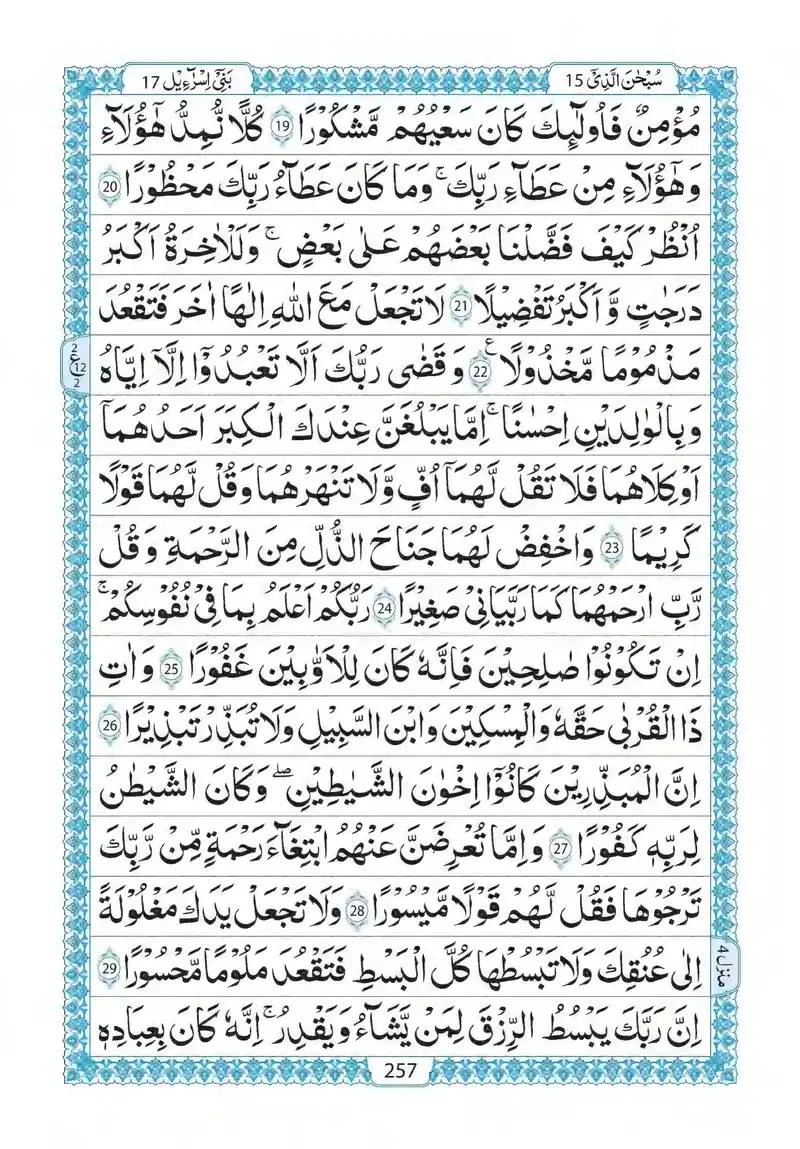 سُبْحٰنَ الَّذِیْۤ 15
بَنِیْۤ اِسْرَآءِیْل 17
مُؤْمِنٌ فَاُولٰٓئِكَ كَانَ سَعْیُهُمْ مَّشْكُوْرًا 19 كُلًّا نُّمِدُّ هٰۤؤُلَآءِ
وَهٰۤؤُلَآءِ مِنْ عَطَآءِ رَبِّكَ ۚ وَمَا كَانَ عَطَآءُ رَبِّكَ مَحْظُوْرًا 20
اُنْظُرْ كَیْفَ فَضَّلْنَا بَعْضَهُمْ عَلٰی بَعْضٍ ۚ وَلَلْاٰخِرَةُ اَكْبَرُ
دَرَجٰتٍ وَّ اَكْبَرُ تَفْضِیْلًا 21 لَا تَجْعَلْ مَعَ اللّٰهِ اِلٰهًا اٰخَرَ فَتَقْعُدَ
مَذْمُوْمًا مَّخْذُوْلًا 22 ع وَ قَضٰی رَبُّكَ اَلَّا تَعْبُدُوْۤا اِلَّاۤ اِیَّاهُ
2 ع 12 2
وَبِالْوَالِدَیْنِ اِحْسٰنًا ۚ اِمَّا یَبْلُغَنَّ عِنْدَكَ الْكِبَرَ اَحَدُهُمَاۤ
اَوْ كِلَاهُمَا فَلَا تَقُلْ لَّهُمَاۤ اُفٍّ وَّلَا تَنْهَرْهُمَا وَقُلْ لَّهُمَا قَوْلًا
كَرِیْمًا 23 وَاخْفِضْ لَهُمَا جَنَاحَ الذُّلِّ مِنَ الرَّحْمَةِ وَ قُلْ
رَّبِّ ارْحَمْهُمَا كَمَا رَبَّیٰنِیْ صَغِیْرًا 24 رَبُّكُمْ اَعْلَمُ بِمَا فِیْ نُفُوْسِكُمْ ۚ
اِنْ تَكُوْنُوْا صٰلِحِیْنَ فَاِنَّهٗ كَانَ لِلْاَوَّابِیْنَ غَفُوْرًا 25 وَ اٰتِ
ذَا الْقُرْبٰی حَقَّهٗ وَالْمِسْكِیْنَ وَابْنَ السَّبِیْلِ وَلَا تُبَذِّرْ تَبْذِیْرًا 26
اِنَّ الْمُبَذِّرِیْنَ كَانُوْۤا اِخْوٰنَ الشَّیٰطِیْنِ ؕ وَكَانَ الشَّیْطٰنُ
لِرَبِّهٖ كَفُوْرًا 27 وَاِمَّا تُعْرِضَنَّ عَنْهُمُ ابْتِغَآءَ رَحْمَةٍ مِّنْ رَّبِّكَ
تَرْجُوْهَا فَقُلْ لَّهُمْ قَوْلًا مَّیْسُوْرًا 28 وَلَا تَجْعَلْ یَدَكَ مَغْلُوْلَةً
اِلٰی عُنُقِكَ وَلَا تَبْسُطْهَا كُلَّ الْبَسْطِ فَتَقْعُدَ مَلُوْمًا مَّحْسُوْرًا 29
منزل 4
اِنَّ رَبَّكَ یَبْسُطُ الرِّزْقَ لِمَنْ یَّشَآءُ وَیَقْدِرُ ۚ اِنَّهٗ كَانَ بِعِبَادِهٖ
257